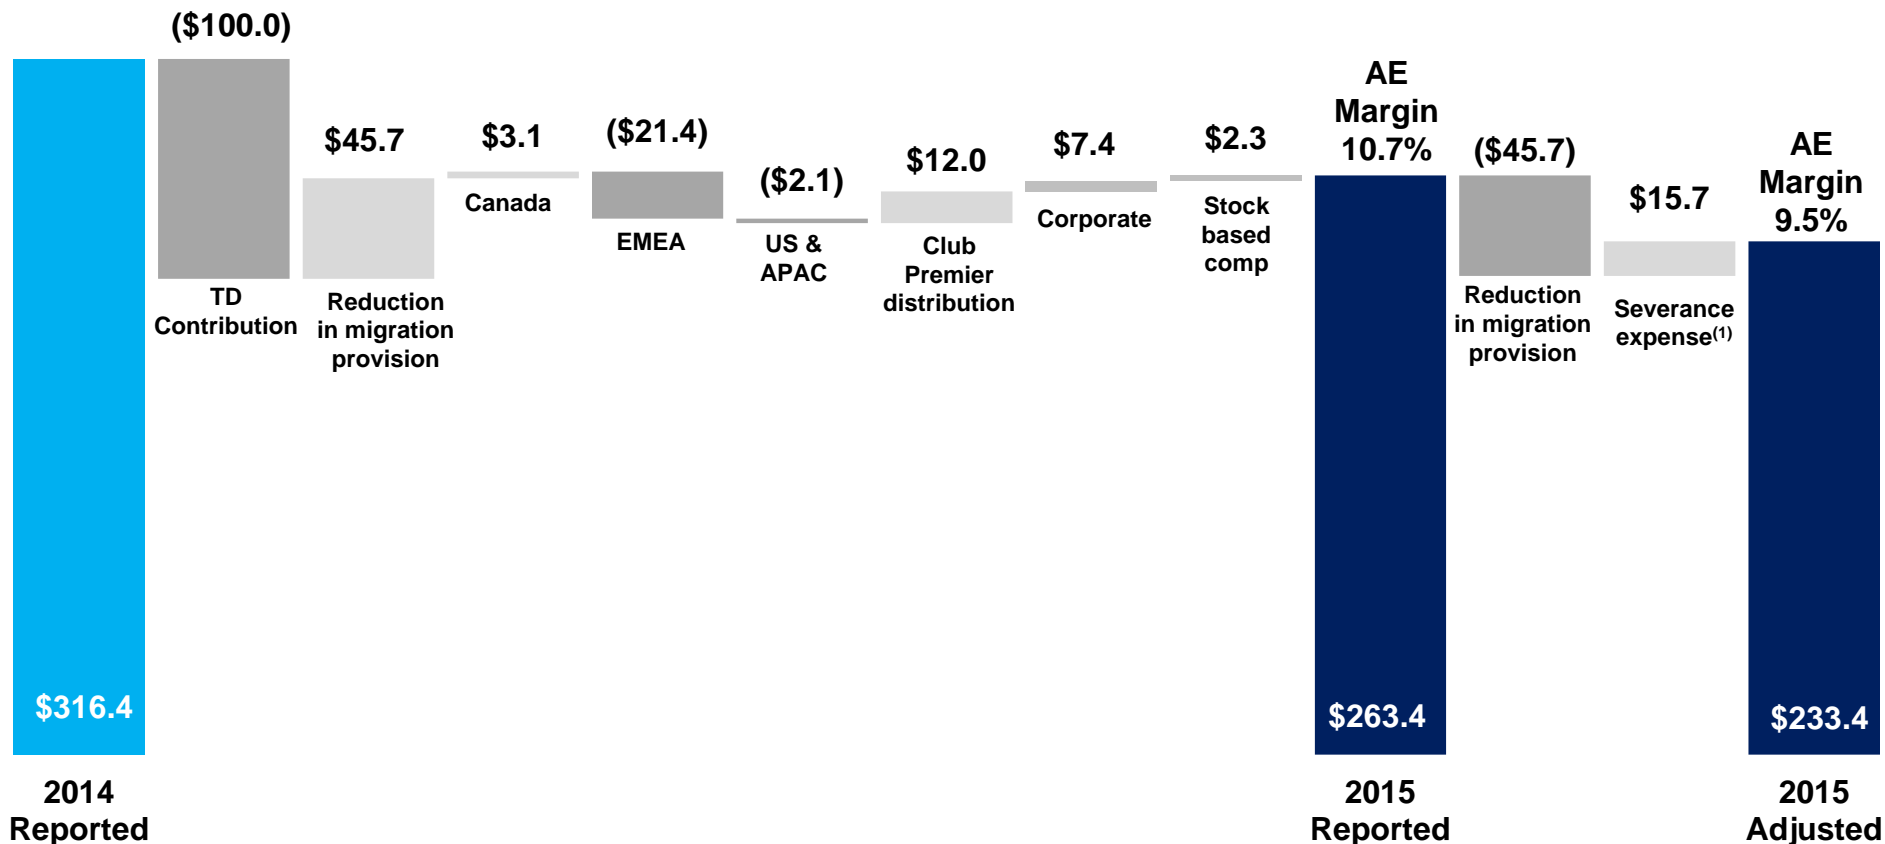 ($100.0)
$316.4
2014
Reported
TD
Contribution
$45.7
Reduction
in migration
provision
$3.1
Canada
($21.4)
EMEA
($2.1)
US &
APAC
$12.0
Club
Premier
distribution
$7.4
Corporate
$2.3
Stock
based
comp
AE
Margin
10.7%
$263.4
2015
Reported
($45.7)
Reduction
in migration
provision
$15.7
Severance
expense(1)
AE
Margin
9.5%
$233.4
2015
Adjusted